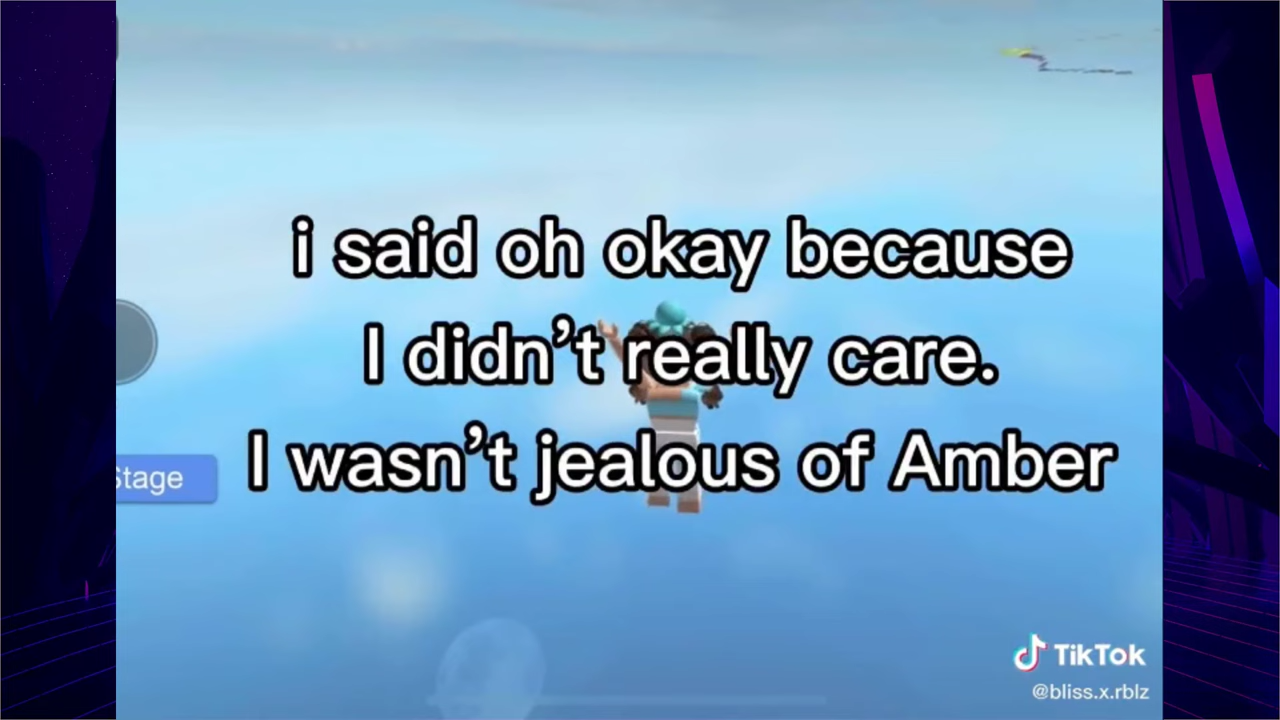 i said oh okay because
I didn’t really care.
I wasn’t jealous of Amber
Stage
TikTok
@bliss.x.rblz